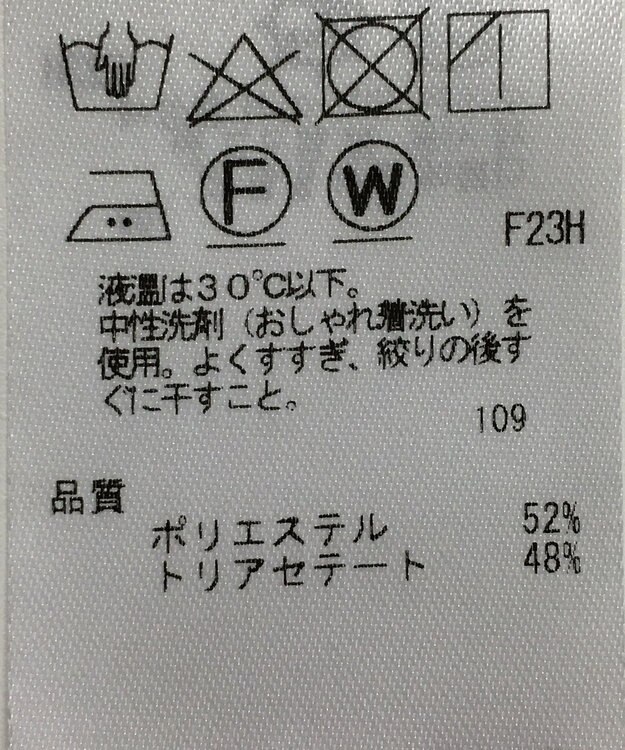 F
W
F23H
液温は30℃以下。
中性洗剤（おしゃれ着洗い）を
使用。よくすすぎ、絞りの後す
ぐに干すこと。
109
品質
ポリエステル 52%
トリアセテート 48%